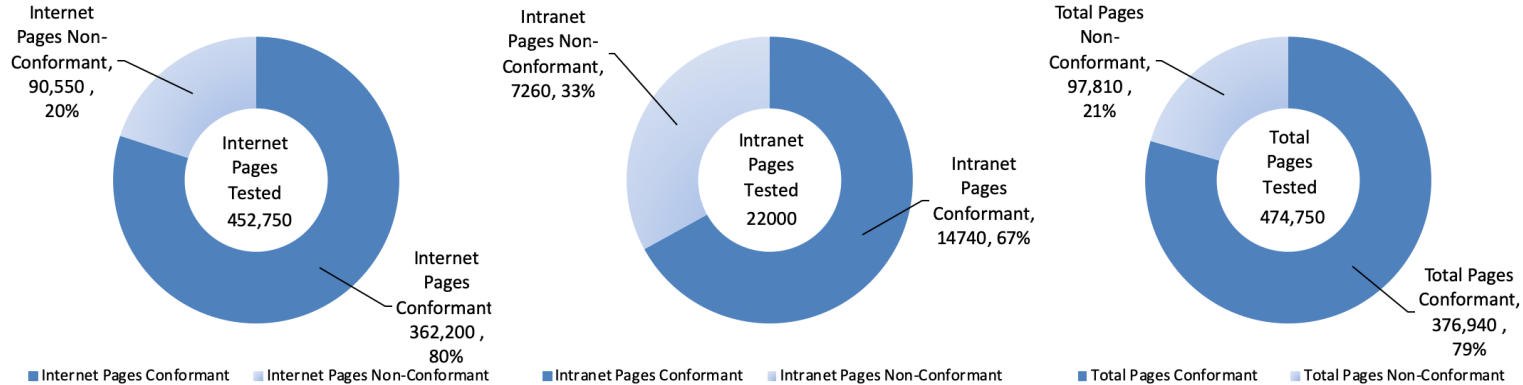 Internet
Pages Non-
Conformant,
90,550 ,
20%
Internet
Pages
Tested
452,750
Internet
Pages
Conformant
362,200 ,
80%
Internet Pages Conformant
Internet Pages Non-Conformant
Intranet
Pages Non-
Conformant,
7260, 33%
Intranet
Pages
Tested
22000
Intranet
Pages
Conformant,
14740, 67%
Intranet Pages Conformant
Intranet Pages Non-Conformant
Total Pages
Non-
Conformant,
97,810 ,
21%
Total
Pages
Tested
474,750
Total Pages
Conformant,
376,940 ,
79%
Total Pages Conformant
Total Pages Non-Conformant